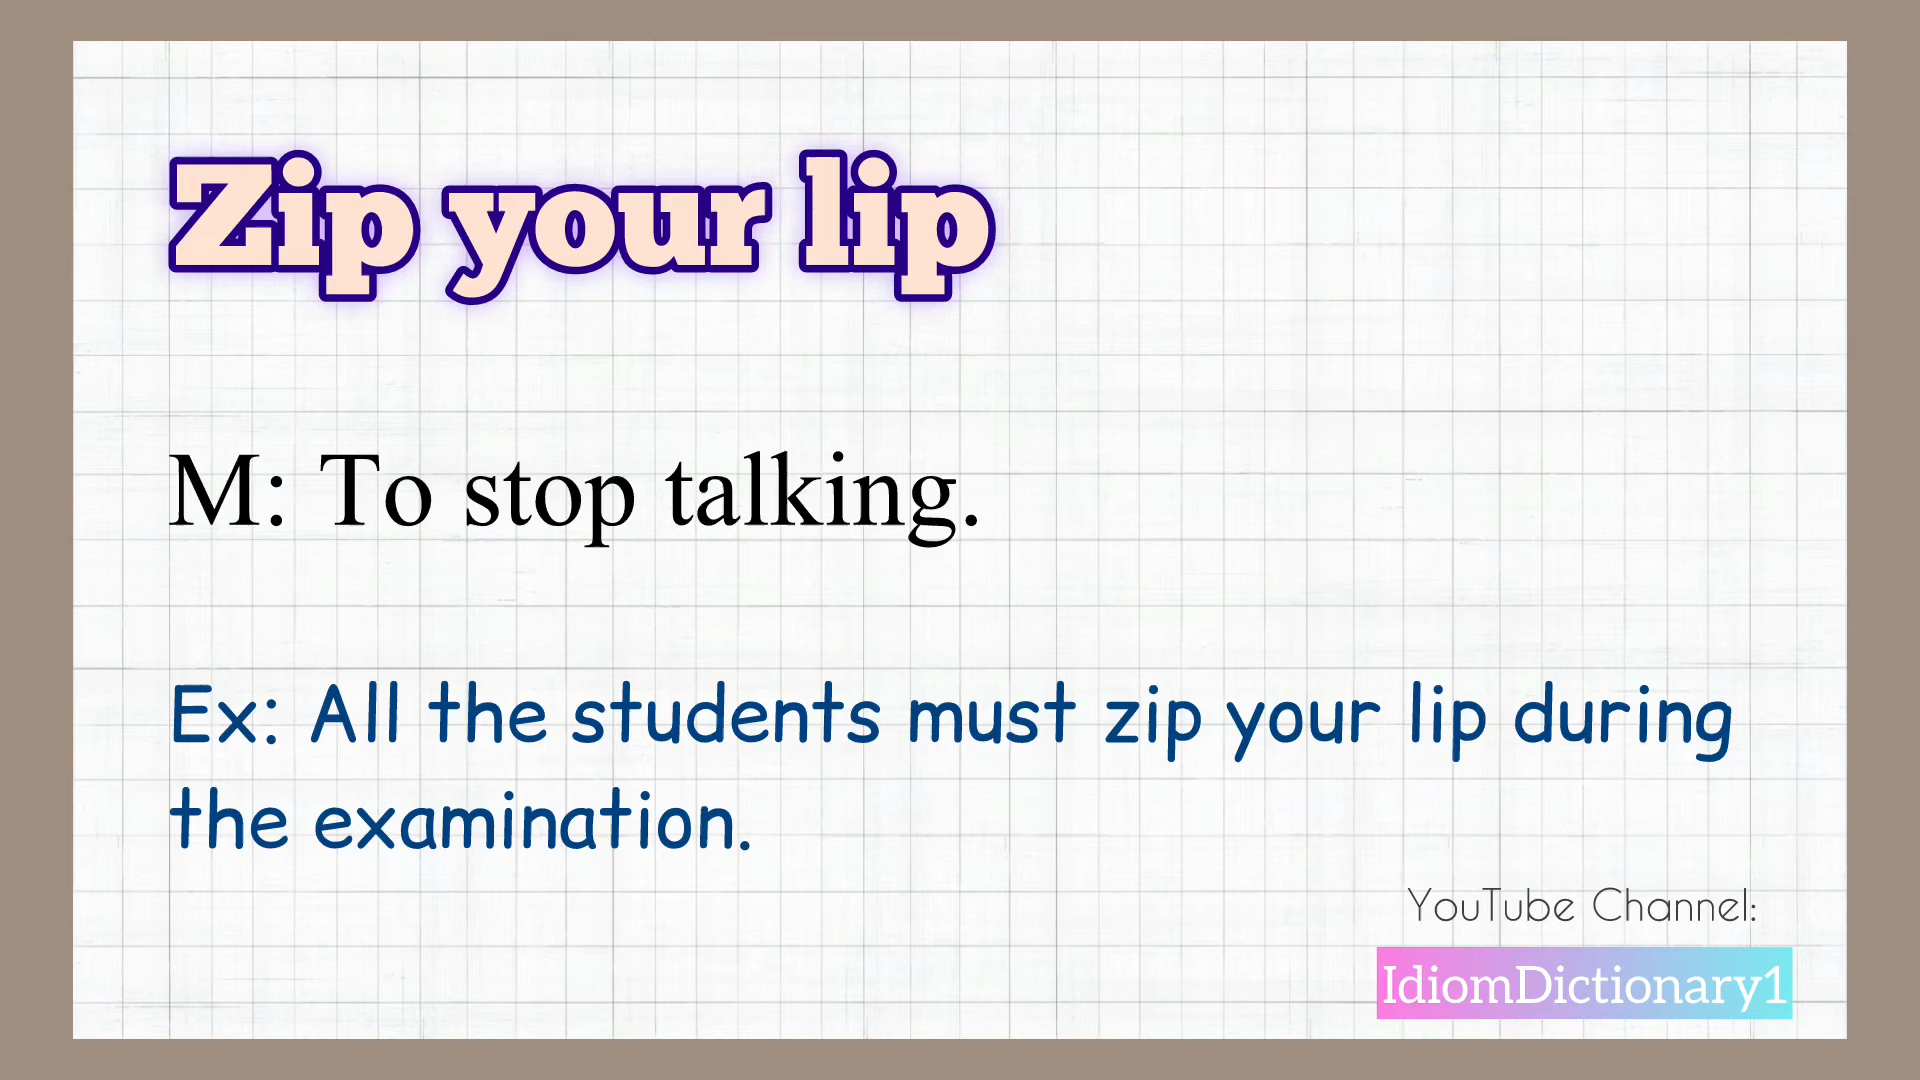 Zip your lip
M: To stop talking.
Ex: All the students must zip your lip during
the examination.
YouTube Channel:
IdiomDictionary1